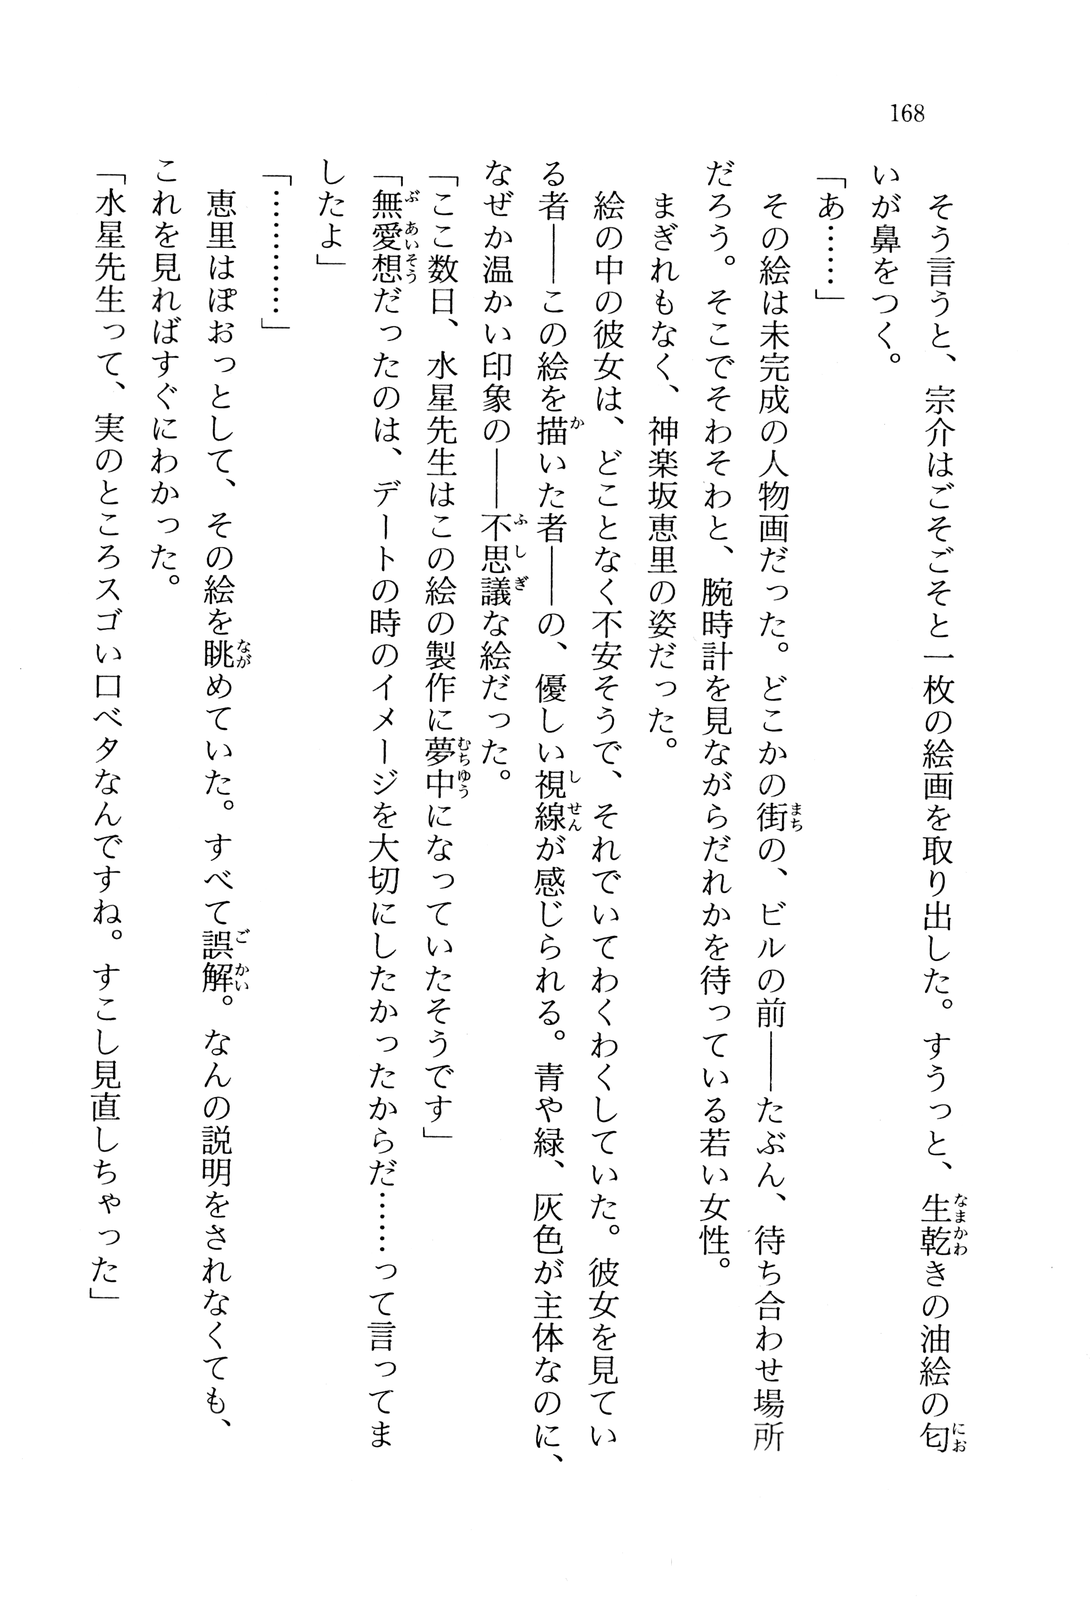 168
　そう言うと、宗介はごそごそと一枚の絵画を取り出した。すうっと、生乾きの油絵の匂
いが鼻をつく。
「あ……」
　その絵は未完成の人物画だった。どこかの街の、ビルの前――たぶん、待ち合わせ場所
だろう。そこでそわそわと、腕時計を見ながらだれかを待っている若い女性。
　まぎれもなく、神楽坂恵里の姿だった。
　絵の中の彼女は、どことなく不安そうで、それでいてわくわくしていた。彼女を見てい
る者――この絵を描いた者――の、優しい視線が感じられる。青や緑、灰色が主体なのに、
なぜか温かい印象の――不思議な絵だった。
「ここ数日、水星先生はこの絵の製作に夢中になっていたそうです」
「無愛想だったのは、デートの時のイメージを大切にしたかったからだ……って言ってま
したよ」
「…………」
　恵里はぽおっとして、その絵を眺めていた。すべて誤解。なんの説明をされなくても、
これを見ればすぐにわかった。
「水星先生って、実のところスゴい口ベタなんですね。すこし見直しちゃった」